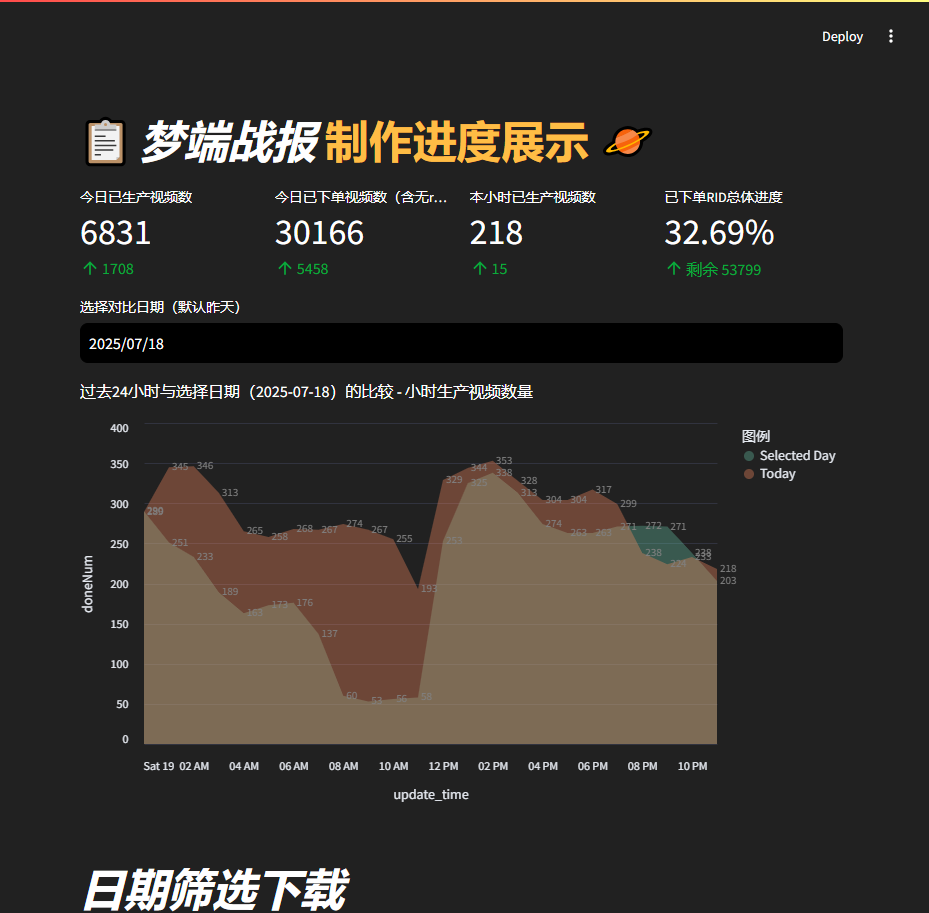 Deploy
梦端战报 制作进度展示
今日已生产视频数
6831
1708
今日已下单视频数（含无r...
30166
5458
本小时已生产视频数
218
15
已下单RID总体进度
32.69%
剩余 53799
选择对比日期（默认昨天）
2025/07/18
过去24小时与选择日期（2025-07-18）的比较 - 小时生产视频数量
图例
Selected Day
Today
doneNum
400
350
300
250
200
150
100
50
0
345 346 313 265 258 268 267 274 267 255 193 329 344 353 328 304 304 317 299 238 224 233 218
251 233 189 163 173 176 137 60 53 56 58 253 325 338 313 274 263 263 271 272 271 238 203
Sat 19 02 AM 04 AM 06 AM 08 AM 10 AM 12 PM 02 PM 04 PM 06 PM 08 PM 10 PM
update_time
日期筛选下载